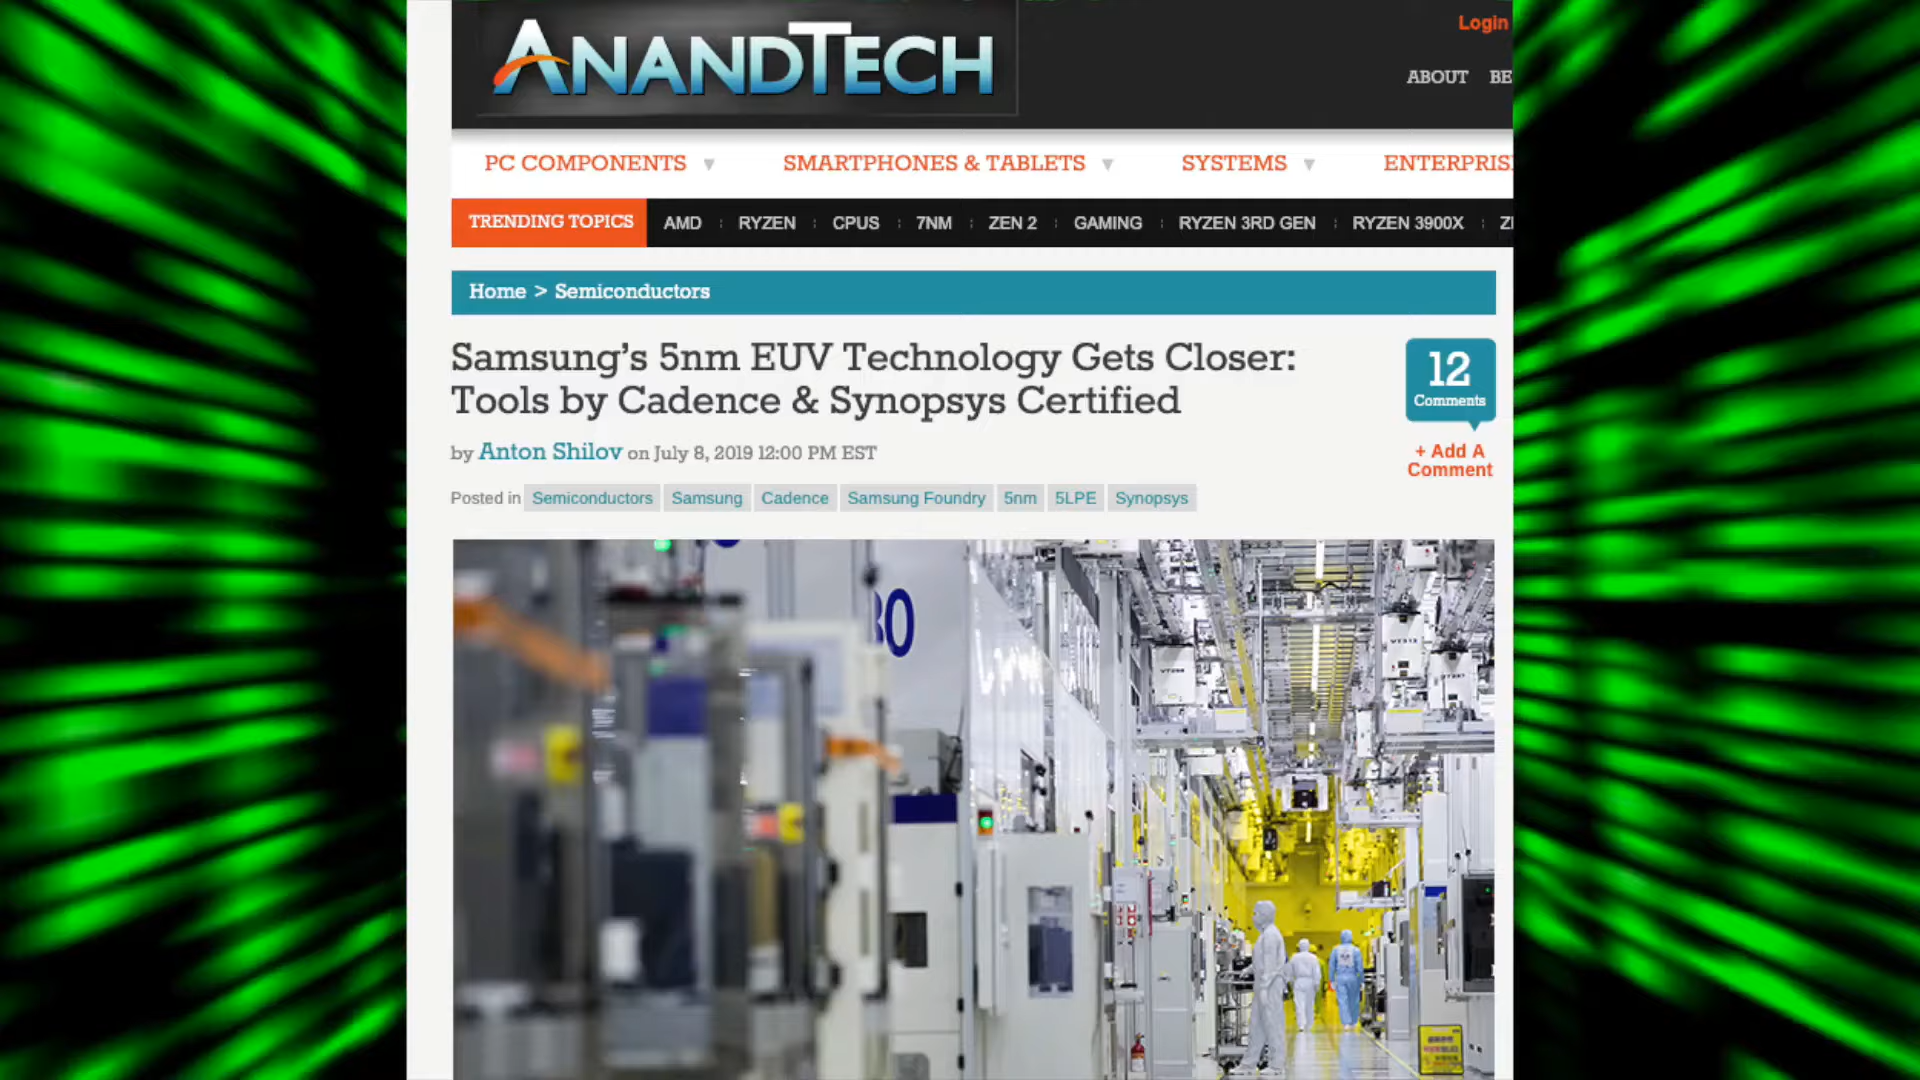 ANANDTECH
Login
ABOUT BE
PC COMPONENTS SMARTPHONES & TABLETS SYSTEMS ENTERPRIS
TRENDING TOPICS AMD RYZEN CPUS 7NM ZEN 2 GAMING RYZEN 3RD GEN RYZEN 3900X Z
Home > Semiconductors
Samsung's 5nm EUV Technology Gets Closer:
Tools by Cadence & Synopsys Certified
12
Comments
+ Add A
Comment
by Anton Shilov on July 8, 2019 12:00 PM EST
Posted in Semiconductors Samsung Cadence Samsung Foundry 5nm 5LPE Synopsys
80